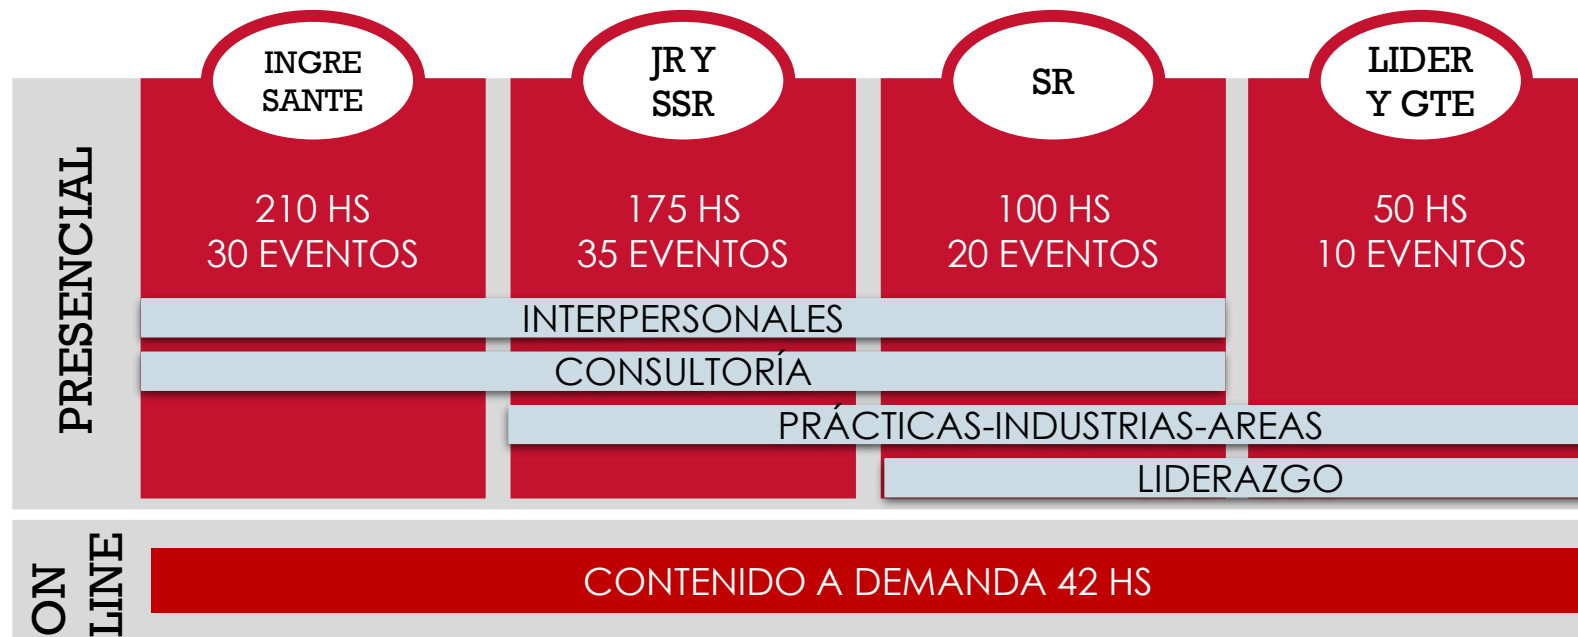 INGRE
SANTE
JR Y
SSR
SR
LIDER
Y GTE
PRESENCIAL
210 HS
30 EVENTOS
175 HS
35 EVENTOS
100 HS
20 EVENTOS
50 HS
10 EVENTOS
INTERPERSONALES
CONSULTORÍA
PRÁCTICAS-INDUSTRIAS-AREAS
LIDERAZGO
ON
LINE
CONTENIDO A DEMANDA 42 HS